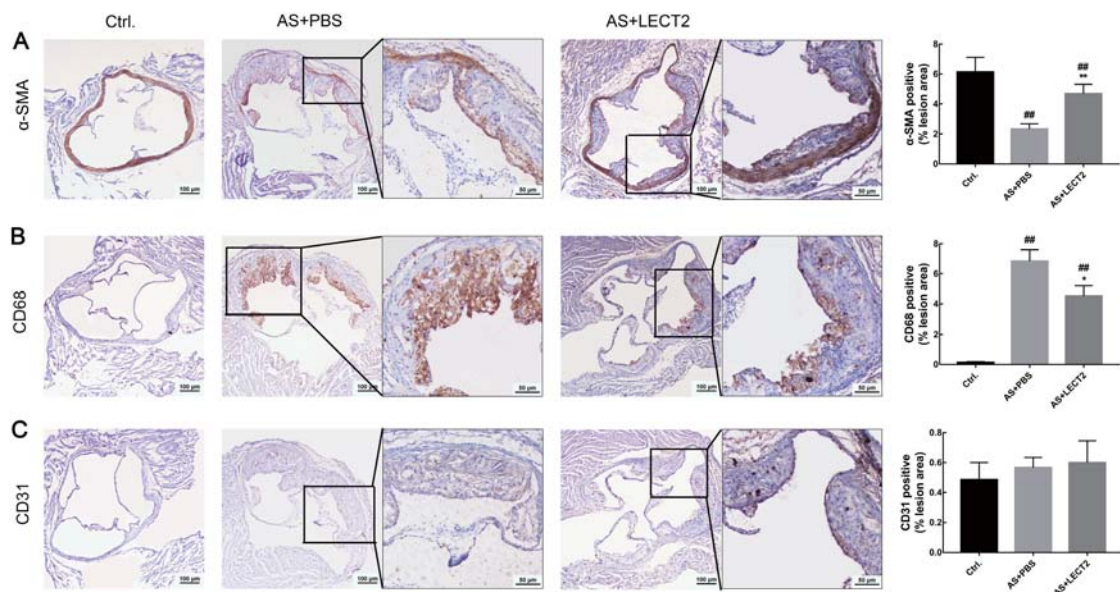 Ctrl.
AS+PBS
AS+LECT2
A
α-SMA
100 μm
100 μm
50 μm
100 μm
50 μm
α-SMA positive
(% lesion area)
8
6
4
2
0
##
##
**
Ctrl.
AS+PBS
AS+LECT2
B
CD68
100 μm
100 μm
50 μm
100 μm
50 μm
CD68 positive
(% lesion area)
8
6
4
2
0
##
##
*
Ctrl.
AS+PBS
AS+LECT2
C
CD31
100 μm
100 μm
50 μm
100 μm
50 μm
CD31 positive
(% lesion area)
0.8
0.6
0.4
0.2
0.0
Ctrl.
AS+PBS
AS+LECT2